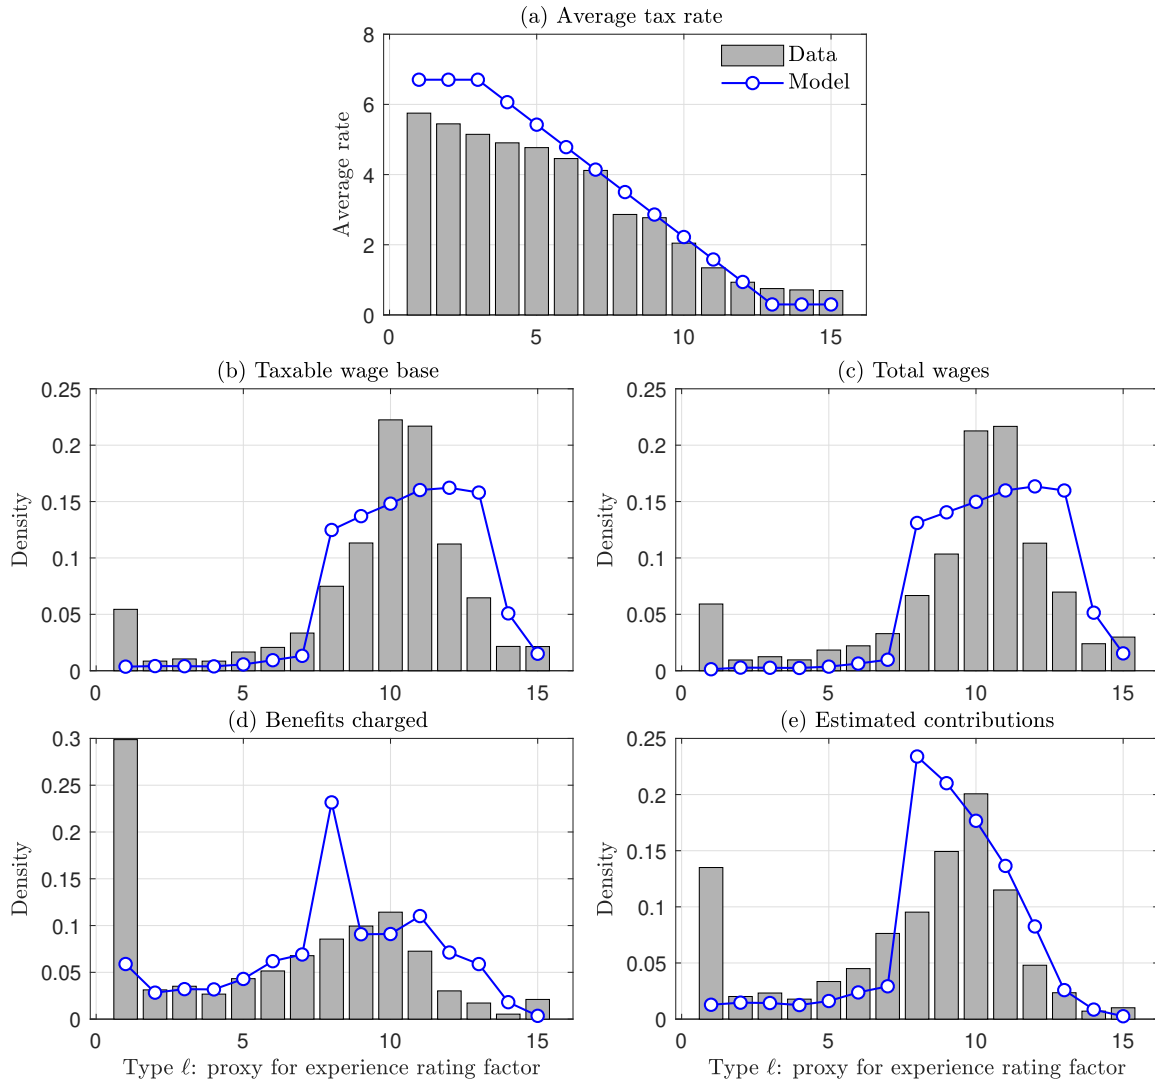 (a) Average tax rate
8
6
4
2
0
Average rate
Data
Model
0 5 10 15
(b) Taxable wage base
0.25
0.2
0.15
0.1
0.05
0
Density
0 5 10 15
(c) Total wages
0.25
0.2
0.15
0.1
0.05
0
Density
0 5 10 15
(d) Benefits charged
0.3
0.25
0.2
0.15
0.1
0.05
0
Density
0 5 10 15
Type ℓ: proxy for experience rating factor
(e) Estimated contributions
0.25
0.2
0.15
0.1
0.05
0
Density
0 5 10 15
Type ℓ: proxy for experience rating factor